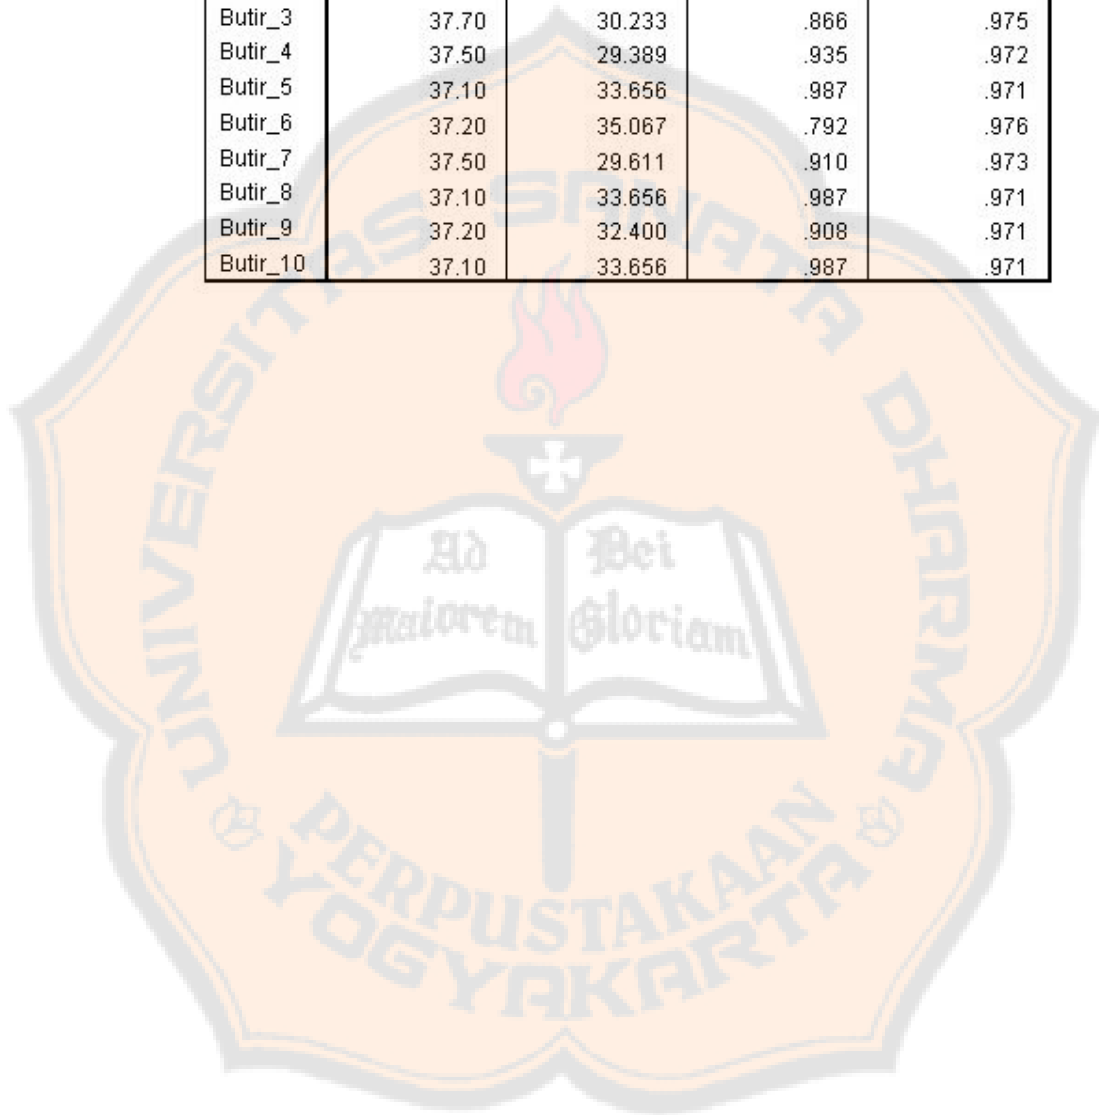 Butir_3 37.70 30.233 .866 .975
Butir_4 37.50 29.389 .935 .972
Butir_5 37.10 33.656 .987 .971
Butir_6 37.20 35.067 .792 .976
Butir_7 37.50 29.611 .910 .973
Butir_8 37.10 33.656 .987 .971
Butir_9 37.20 32.400 .908 .971
Butir_10 37.10 33.656 .987 .971
UNIVERSITAS SANATA DHARMA
Ad Dei
maiorem Gloriam
PERPUSTAKAAN
YOGYAKARTA